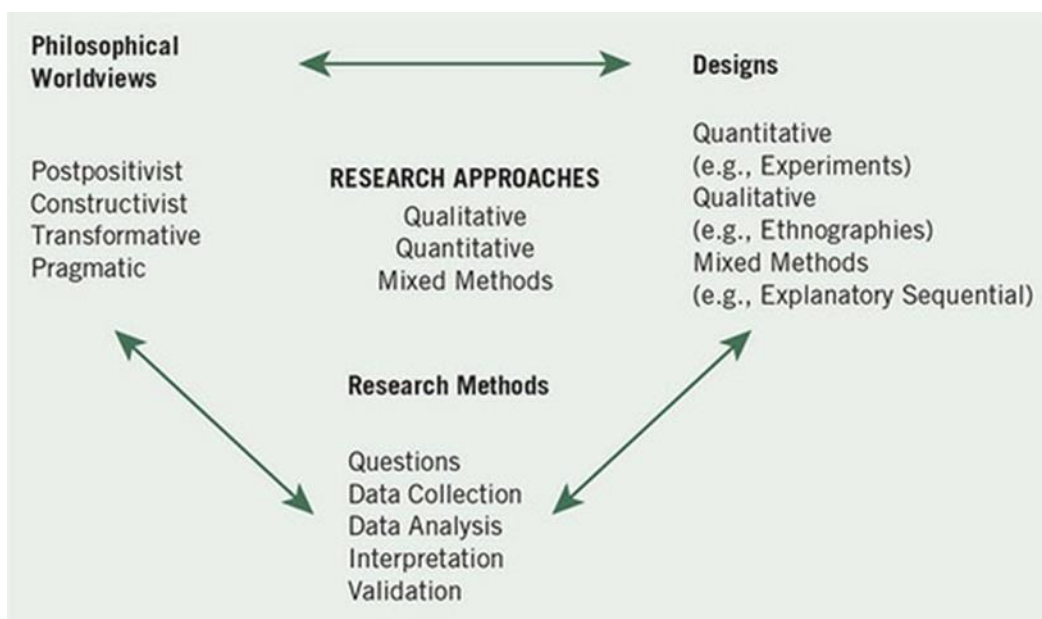 Philosophical
Worldviews
Designs
Postpositivist
Constructivist
Transformative
Pragmatic
RESEARCH APPROACHES
Qualitative
Quantitative
Mixed Methods
Quantitative
(e.g., Experiments)
Qualitative
(e.g., Ethnographies)
Mixed Methods
(e.g., Explanatory Sequential)
Research Methods
Questions
Data Collection
Data Analysis
Interpretation
Validation